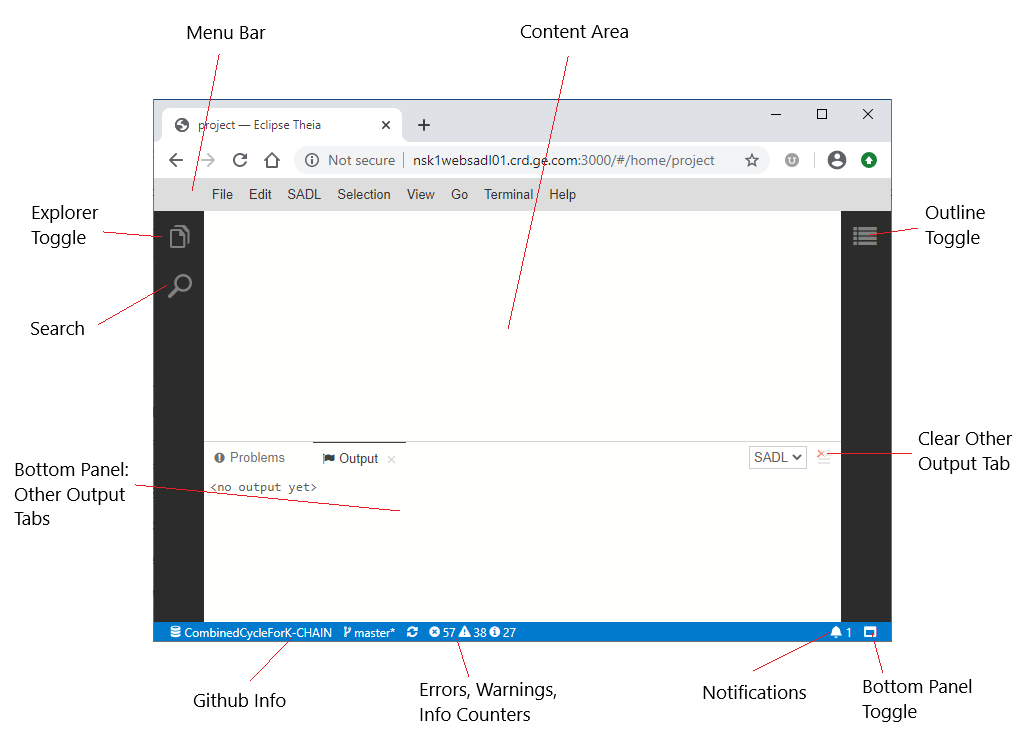 Menu Bar
Content Area
project — Eclipse Theia
Not secure
nsk1websadl01.crd.ge.com:3000/#/home/project
File Edit SADL Selection View Go Terminal Help
Explorer
Toggle
Outline
Toggle
Search
Problems
Output
SADL
Clear Other
Output Tab
Bottom Panel:
Other Output
Tabs
<no output yet>
CombinedCycleForK-CHAIN master* 57 38 27
1
Github Info
Errors, Warnings,
Info Counters
Notifications
Bottom Panel
Toggle